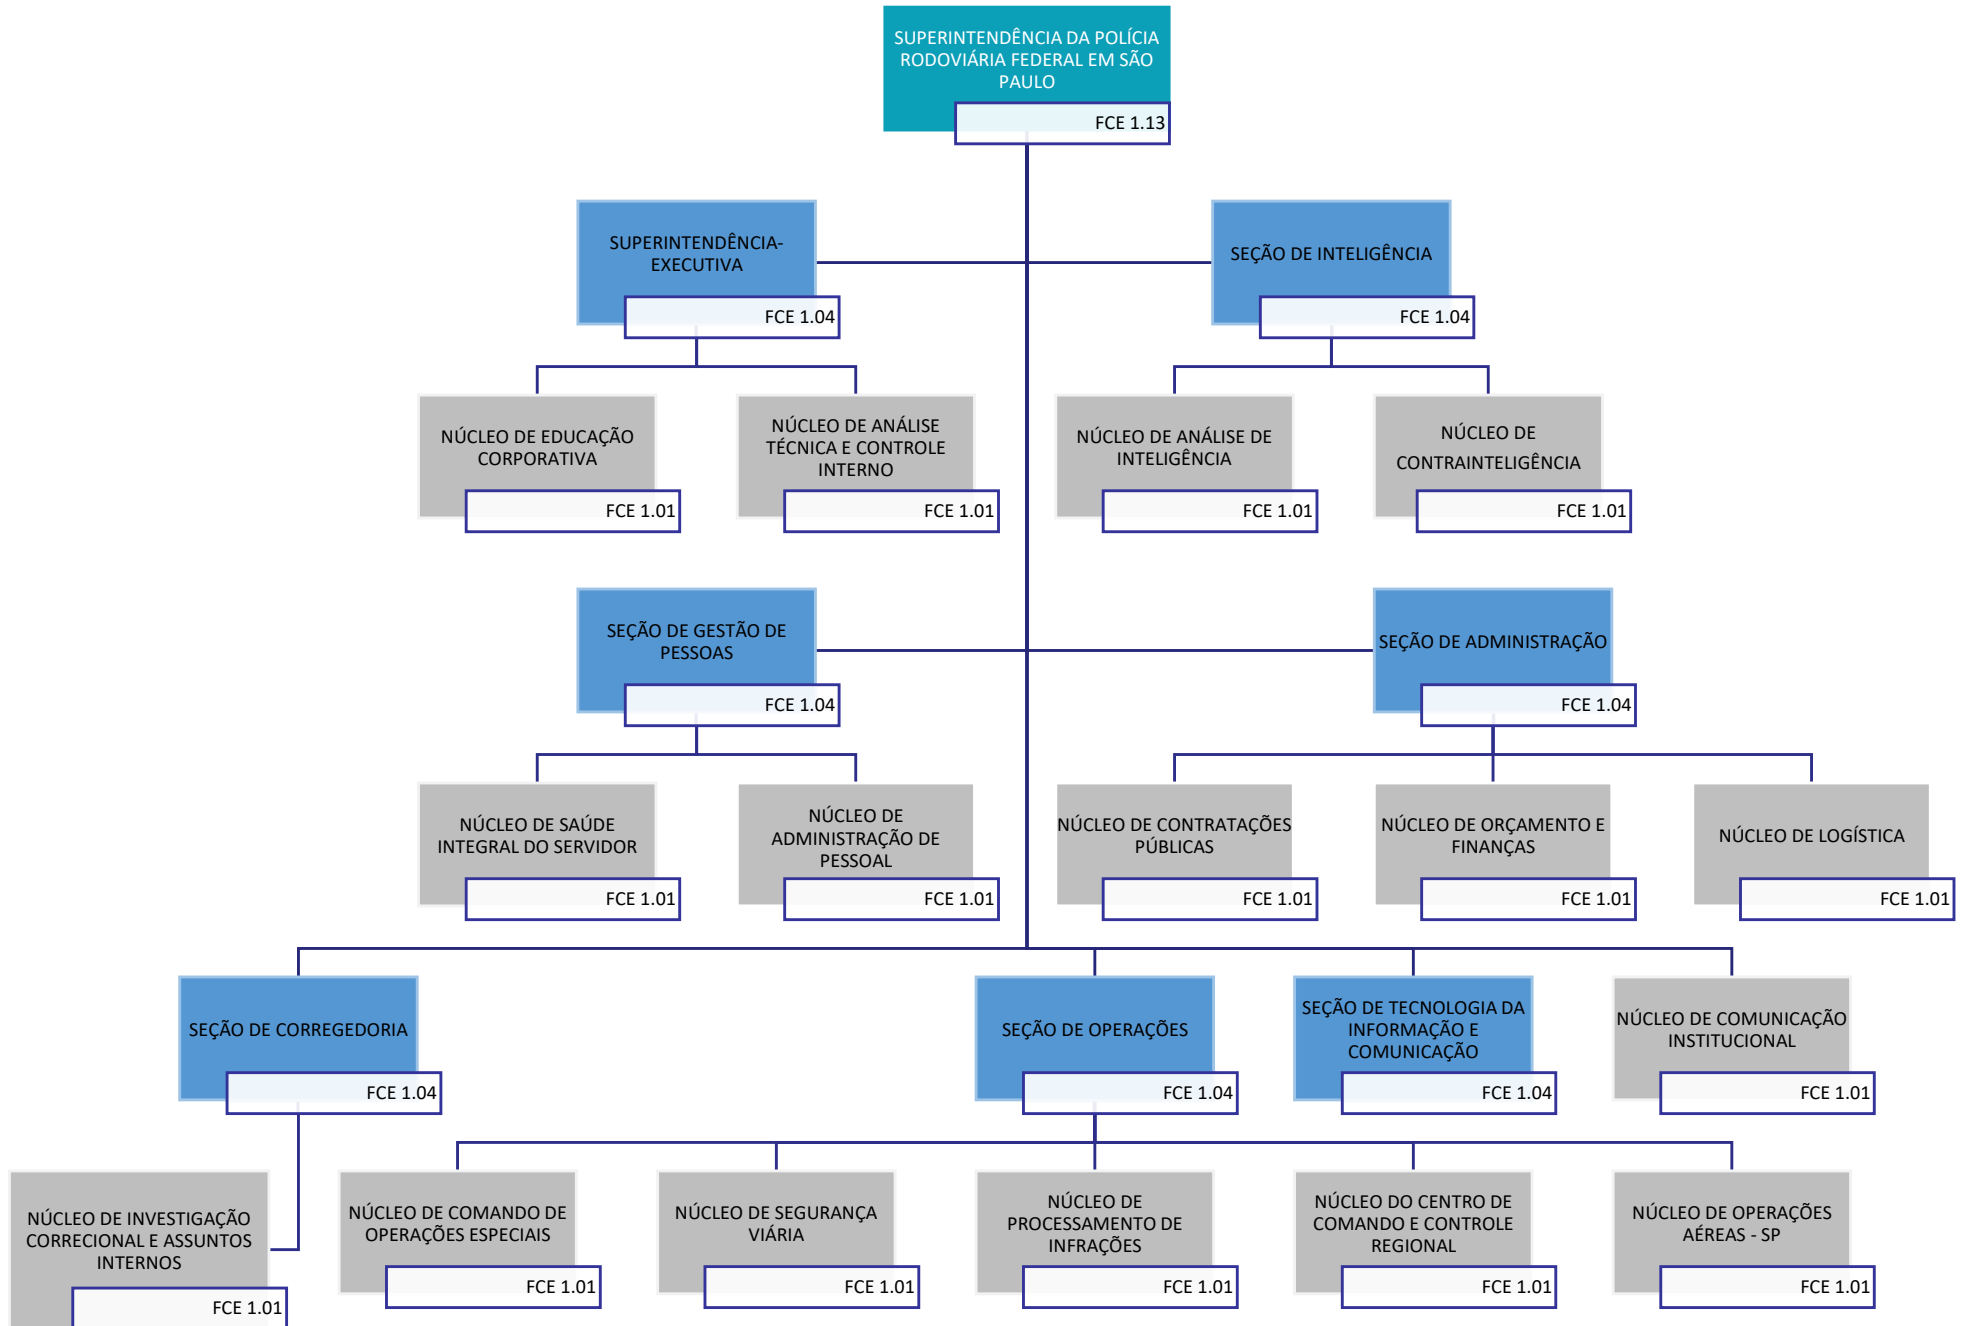 SUPERINTENDÊNCIA DA POLÍCIA
RODOVIÁRIA FEDERAL EM SÃO
PAULO
FCE 1.13
SUPERINTENDÊNCIA-
EXECUTIVA
FCE 1.04
SEÇÃO DE INTELIGÊNCIA
FCE 1.04
NÚCLEO DE EDUCAÇÃO
CORPORATIVA
FCE 1.01
NÚCLEO DE ANÁLISE
TÉCNICA E CONTROLE
INTERNO
FCE 1.01
NÚCLEO DE ANÁLISE DE
INTELIGÊNCIA
FCE 1.01
NÚCLEO DE
CONTRAINTELIGÊNCIA
FCE 1.01
SEÇÃO DE GESTÃO DE
PESSOAS
FCE 1.04
SEÇÃO DE ADMINISTRAÇÃO
FCE 1.04
NÚCLEO DE SAÚDE
INTEGRAL DO SERVIDOR
FCE 1.01
NÚCLEO DE
ADMINISTRAÇÃO DE
PESSOAL
FCE 1.01
NÚCLEO DE CONTRATAÇÕES
PÚBLICAS
FCE 1.01
NÚCLEO DE ORÇAMENTO E
FINANÇAS
FCE 1.01
NÚCLEO DE LOGÍSTICA
FCE 1.01
SEÇÃO DE CORREGEDORIA
FCE 1.04
SEÇÃO DE OPERAÇÕES
FCE 1.04
SEÇÃO DE TECNOLOGIA DA
INFORMAÇÃO E
COMUNICAÇÃO
FCE 1.04
NÚCLEO DE COMUNICAÇÃO
INSTITUCIONAL
FCE 1.01
NÚCLEO DE INVESTIGAÇÃO
CORRECIONAL E ASSUNTOS
INTERNOS
FCE 1.01
NÚCLEO DE COMANDO DE
OPERAÇÕES ESPECIAIS
FCE 1.01
NÚCLEO DE SEGURANÇA
VIÁRIA
FCE 1.01
NÚCLEO DE
PROCESSAMENTO DE
INFRAÇÕES
FCE 1.01
NÚCLEO DO CENTRO DE
COMANDO E CONTROLE
REGIONAL
FCE 1.01
NÚCLEO DE OPERAÇÕES
AÉREAS - SP
FCE 1.01